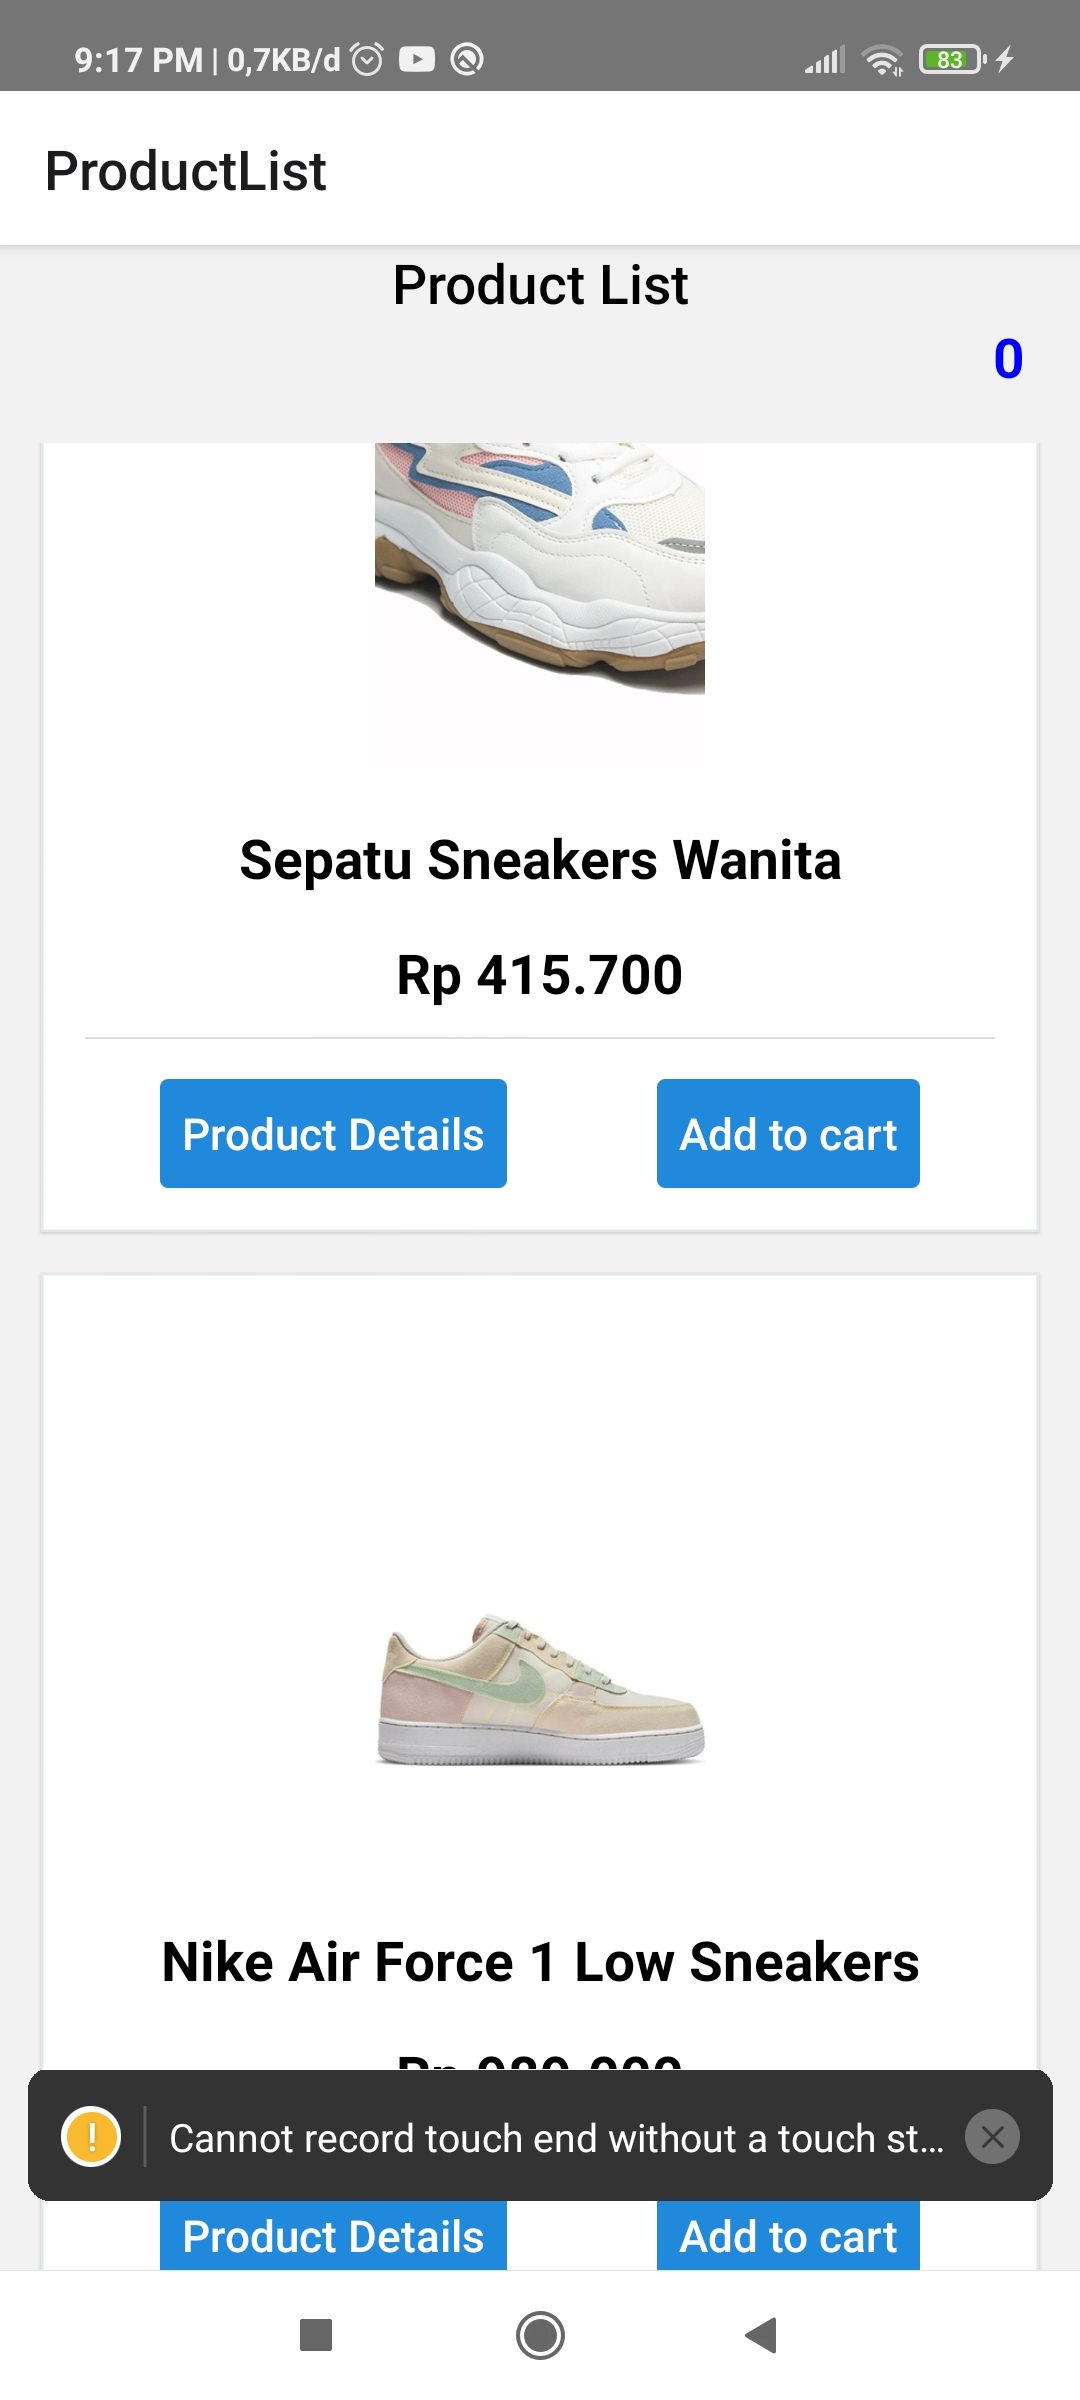 9:17 PM | 0,7KB/d
83
ProductList
Product List
0
Sepatu Sneakers Wanita
Rp 415.700
Product Details Add to cart
Nike Air Force 1 Low Sneakers
Rp
! Cannot record touch end without a touch st...
Product Details Add to cart